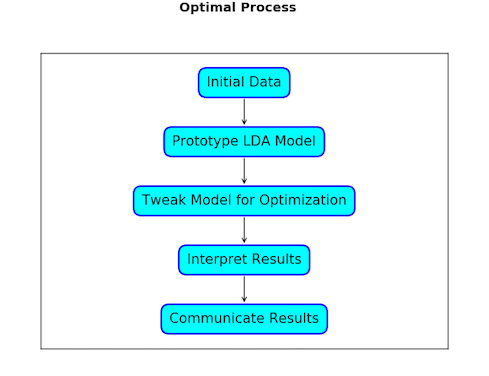 Optimal Process
Initial Data
Prototype LDA Model
Tweak Model for Optimization
Interpret Results
Communicate Results